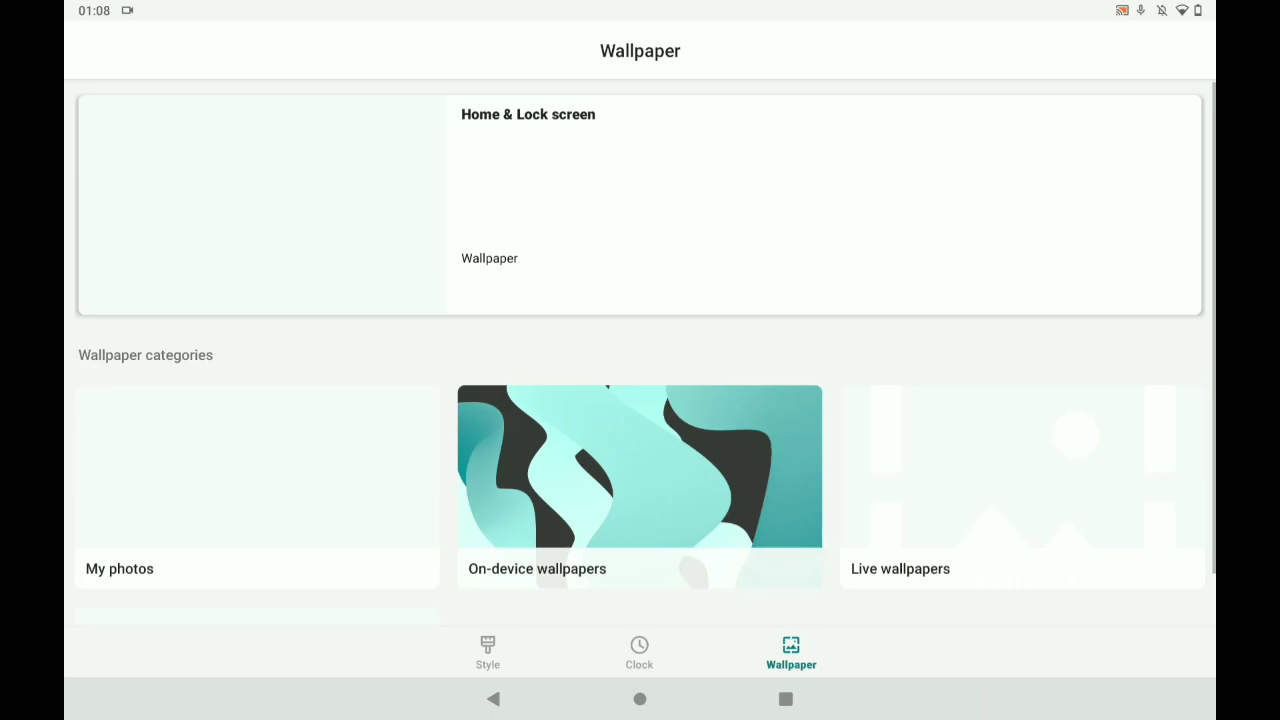 01:08
Wallpaper
Home & Lock screen
Wallpaper
Wallpaper categories
My photos
On-device wallpapers
Live wallpapers
Style
Clock
Wallpaper